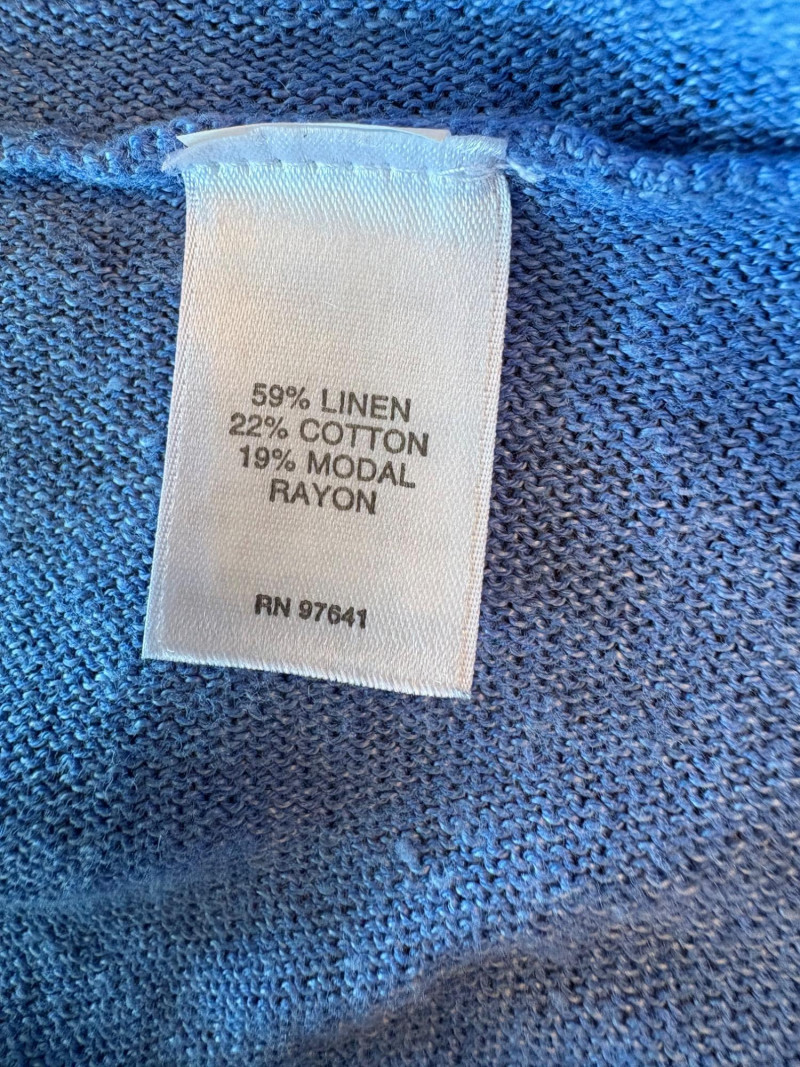 59% LINEN
22% COTTON
19% MODAL
RAYON
RN 97641